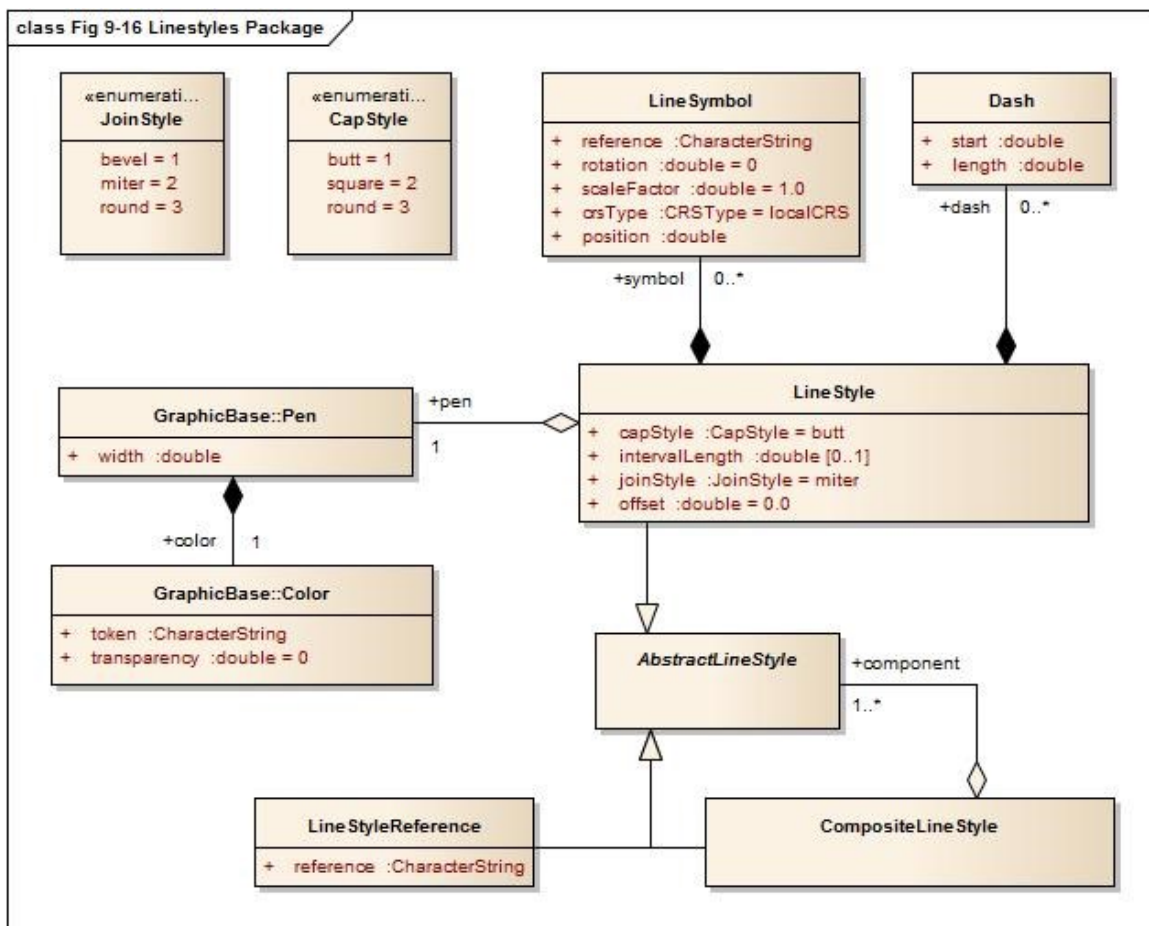 class Fig 9-16 Linestyles Package
«enumerati...
JoinStyle
bevel = 1
miter = 2
round = 3
«enumerati...
CapStyle
butt = 1
square = 2
round = 3
LineSymbol
+ reference :CharacterString
+ rotation :double = 0
+ scaleFactor :double = 1.0
+ crsType :CRSType = localCRS
+ position :double
Dash
+ start :double
+ length :double
+symbol 0..*
+dash 0..*
GraphicBase::Pen
+ width :double
+pen
1
LineStyle
+ capStyle :CapStyle = butt
+ intervalLength :double [0..1]
+ joinStyle :JoinStyle = miter
+ offset :double = 0.0
+color 1
GraphicBase::Color
+ token :CharacterString
+ transparency :double = 0
AbstractLineStyle
+component
1..*
LineStyleReference
+ reference :CharacterString
CompositeLineStyle